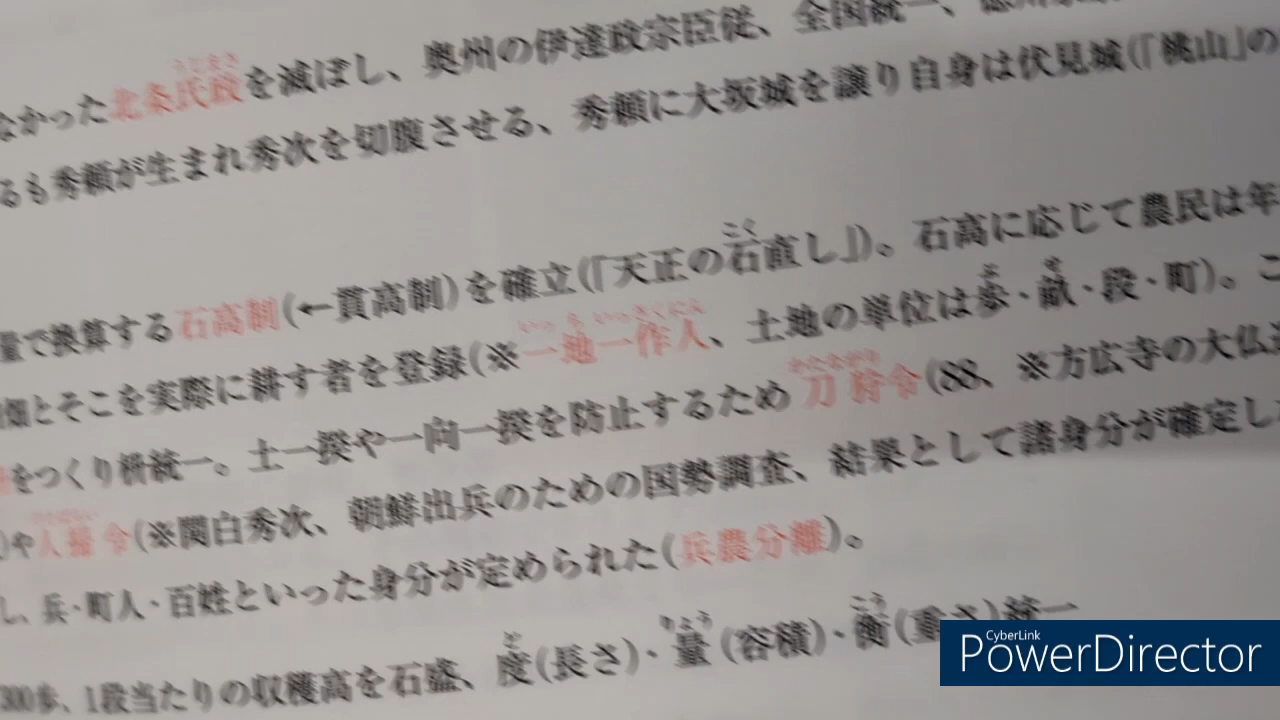 なかった北条氏政を滅ぼし、奥州の伊達政宗臣従、全国統一、
るも秀頼が生まれ秀次を切腹させる、秀頼に大坂城を譲り自身は伏見城(「桃山」の
量で換算する石高制(←貫高制)を確立(「天正の石直し」)。石高に応じて農民は年
畑とそこを実際に耕す者を登録(※一地一作人、土地の単位は歩・畝・段・町)。こ
をつくり枡統一。土一揆や一向一揆を防止するため刀狩令(88、※方広寺の大仏
)や人掃令(※関白秀次、朝鮮出兵のための国勢調査、結果として諸身分が確定し
し、兵・町人・百姓といった身分が定められた(兵農分離)。
300歩、1段当たりの収穫高を石盛、度(長さ)・量(容積)・衡(重さ)統一
CyberLink
PowerDirector